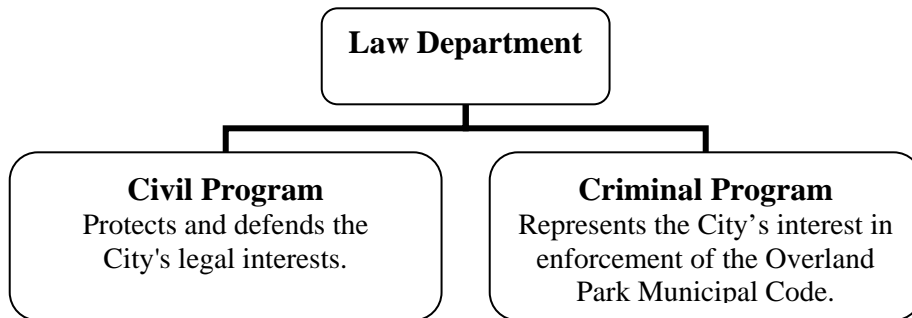 Law Department
Civil Program
Protects and defends the
City's legal interests.
Criminal Program
Represents the City’s interest in
enforcement of the Overland
Park Municipal Code.